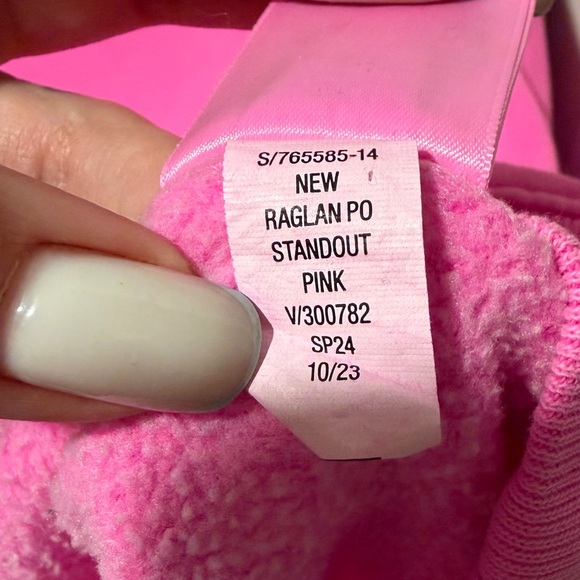 S/765585-14
NEW
RAGLAN PO
STANDOUT
PINK
V/300782
SP24
10/23